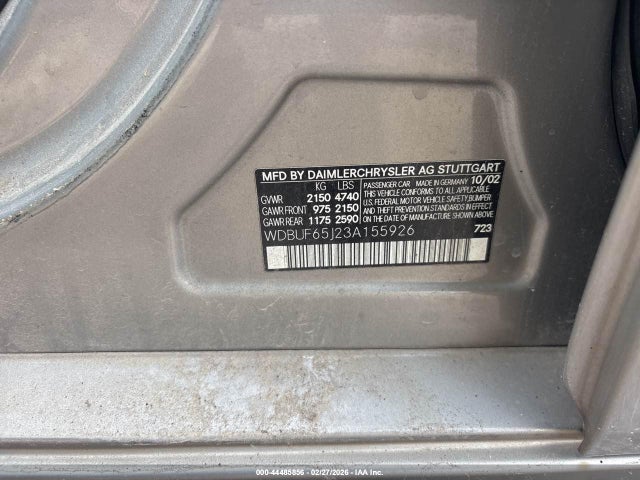 MFD BY DAIMLERCHRYSLER AG STUTTGART
KG LBS PASSENGER CAR MADE IN GERMANY 10/02
GVWR 2150 4740 THIS VEHICLE CONFORMS TO ALL APPLICABLE
GAWR FRONT 975 2150 U.S. FEDERAL MOTOR VEHICLE SAFETY,BUMPER
GAWR REAR 1175 2590 AND THEFT PREVENTION STANDARDS IN EFFECT
ON THE DATE OF MANUFACTURE SHOWN ABOVE.
WDBUF65J23A155926 723
000-44485856 - 02/27/2026 - IAA Inc.